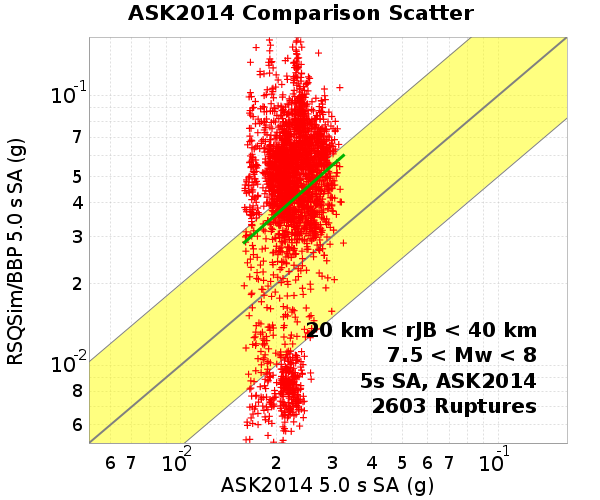 ASK2014 Comparison Scatter
RSQSim/BBP 5.0 s SA (g)
10⁻¹
7
5
4
3
2
10⁻²
8
6
20 km < rJB < 40 km
7.5 < Mw < 8
5s SA, ASK2014
2603 Ruptures
6 7 10⁻² 2 3 4 5 6 7 10⁻¹
ASK2014 5.0 s SA (g)